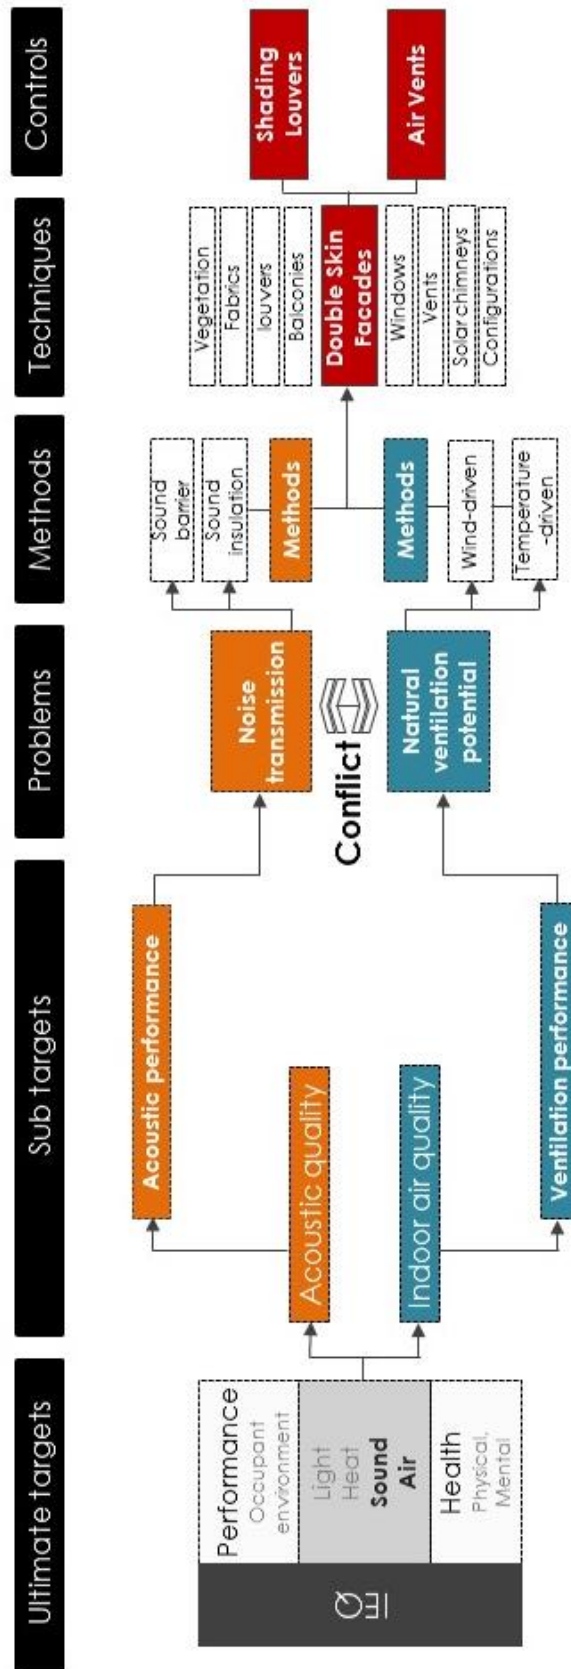 Ultimate targets
Sub targets
Problems
Methods
Techniques
Controls
IEQ
Performance
Occupant
environment
Light
Heat
Sound
Air
Health
Physical,
Mental
Acoustic performance
Acoustic quality
Indoor air quality
Ventilation performance
Noise
transmission
Conflict
Natural
ventilation
potential
Sound
barrier
Sound
insulation
Methods
Methods
Wind-driven
Temperature
-driven
Vegetation
Fabrics
louvers
Balconies
Double Skin
Facades
Windows
Vents
Solar chimneys
Configurations
Shading
Louvers
Air Vents